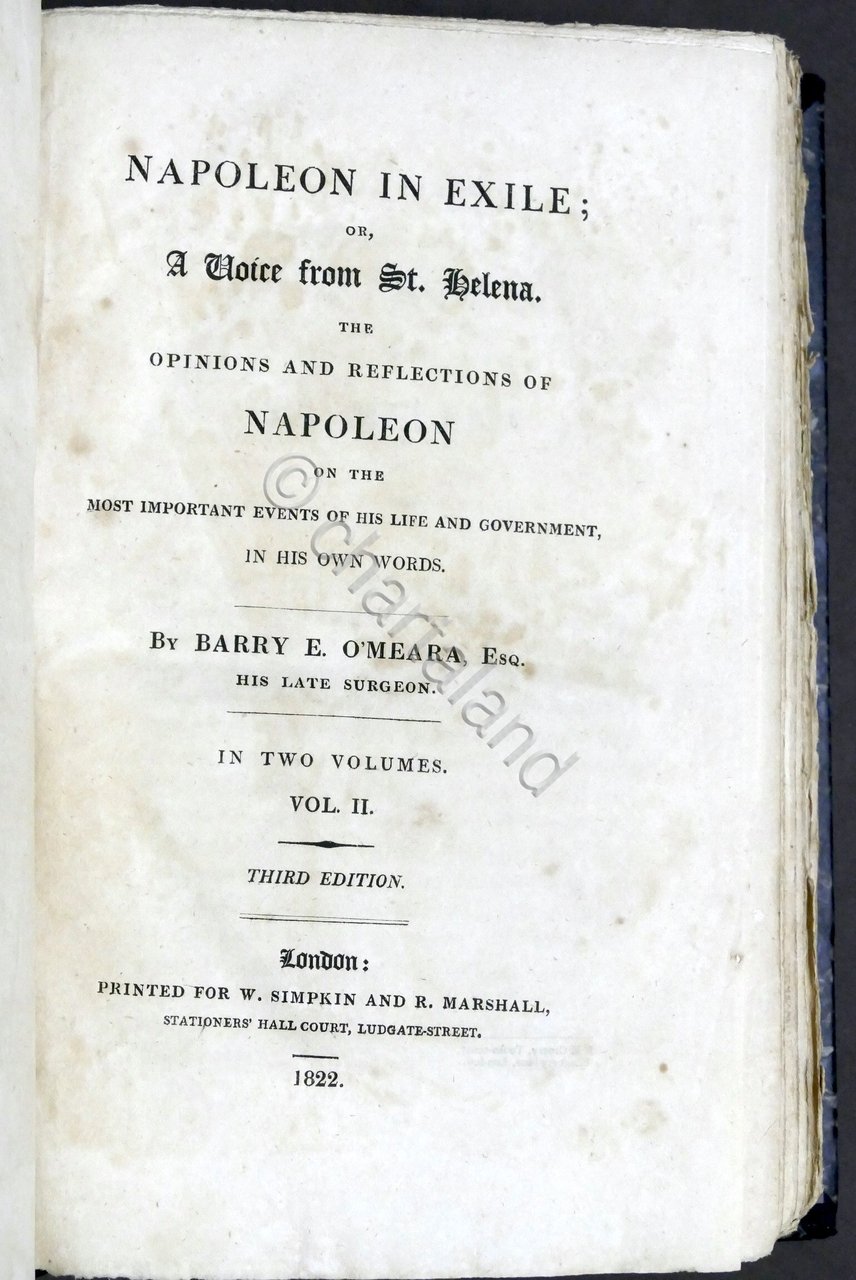 NAPOLEON IN EXILE;
OR,
A Voice from St. Helena.
THE
OPINIONS AND REFLECTIONS OF
NAPOLEON
ON THE
MOST IMPORTANT EVENTS OF HIS LIFE AND GOVERNMENT,
IN HIS OWN WORDS.
BY BARRY E. O'MEARA, ESQ.
HIS LATE SURGEON.
IN TWO VOLUMES.
VOL. II.
THIRD EDITION.
London:
PRINTED FOR W. SIMPKIN AND R. MARSHALL,
STATIONERS' HALL COURT, LUDGATE-STREET.
1822.
© chartaland